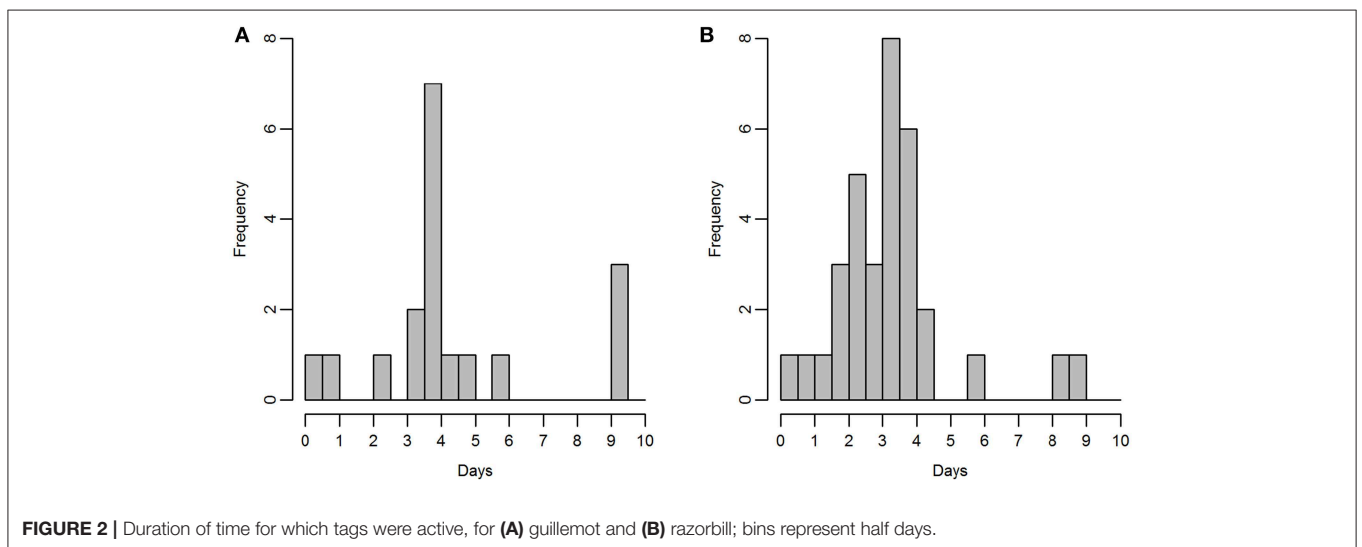 A
8
6
4
2
0
Frequency
0 1 2 3 4 5 6 7 8 9 10
Days
B
8
6
4
2
0
Frequency
0 1 2 3 4 5 6 7 8 9 10
Days
FIGURE 2 | Duration of time for which tags were active, for (A) guillemot and (B) razorbill; bins represent half days.